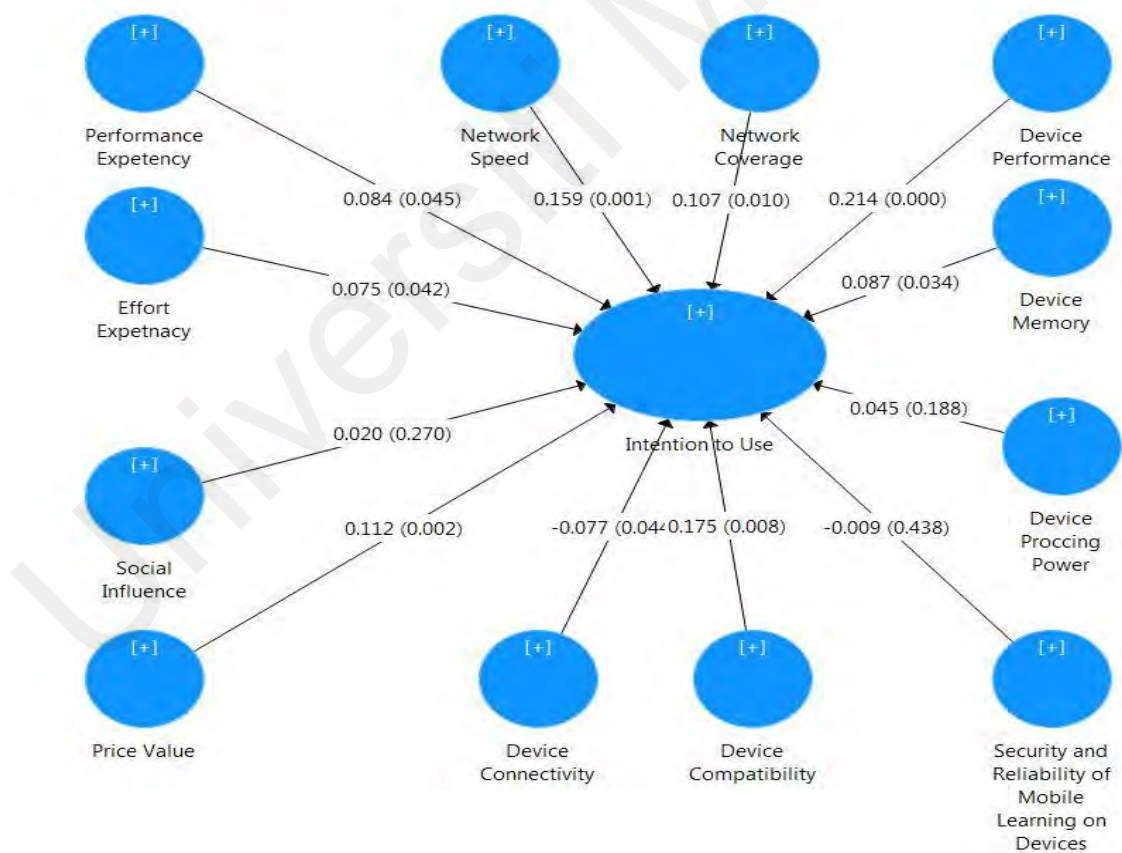 [+]
[+]
[+]
[+]
Performance
Expetency
Network
Speed
Network
Coverage
Device
Performance
0.084 (0.045)
0.159 (0.001)
0.107 (0.010)
0.214 (0.000)
[+]
[+]
Effort
Expetnacy
0.075 (0.042)
0.087 (0.034)
Device
Memory
[+]
Intention to Use
0.045 (0.188)
[+]
Device
Proccing
Power
0.020 (0.270)
[+]
Social
Influence
0.112 (0.002)
-0.077 (0.044
0.175 (0.008)
-0.009 (0.438)
[+]
[+]
[+]
[+]
Price Value
Device
Connectivity
Device
Compatibility
Security and
Reliability of
Mobile
Learning on
Devices
Universiti M